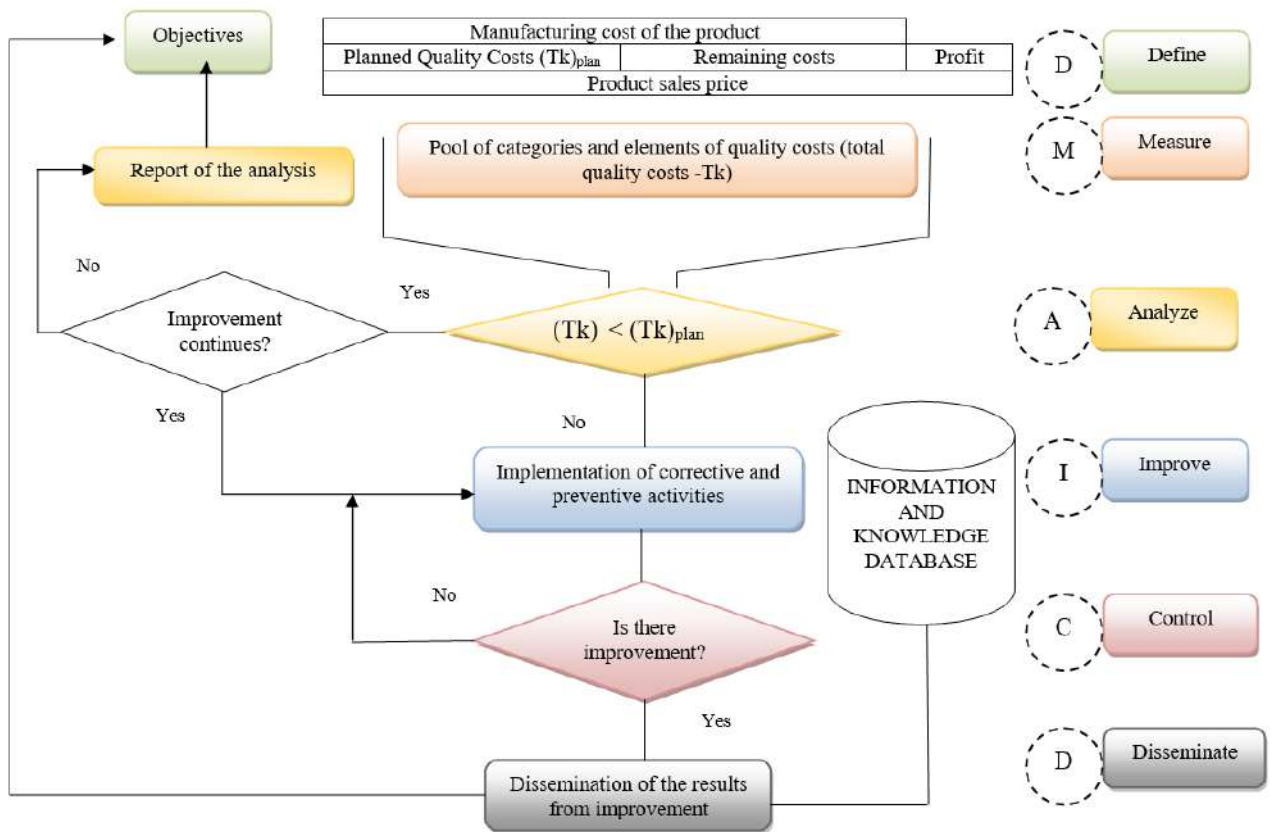 Objectives
Manufacturing cost of the product
Planned Quality Costs (Tk)plan
Remaining costs
Profit
Product sales price
D
Define
Report of the analysis
Pool of categories and elements of quality costs (total
quality costs -Tk)
M
Measure
No
Improvement
continues?
Yes
(Tk) < (Tk)plan
A
Analyze
Yes
No
Implementation of corrective and
preventive activities
INFORMATION
AND
KNOWLEDGE
DATABASE
I
Improve
No
Is there
improvement?
C
Control
Yes
Dissemination of the results
from improvement
D
Disseminate